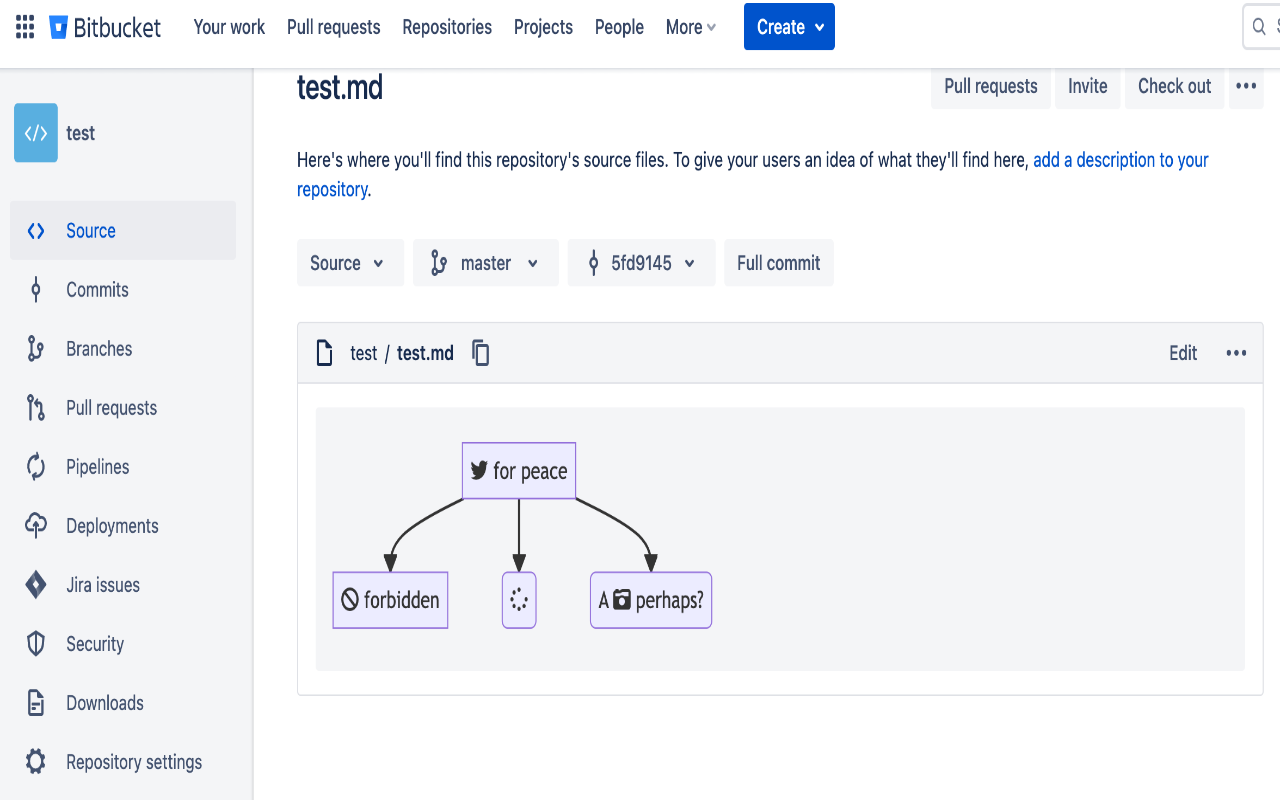 Bitbucket Your work Pull requests Repositories Projects People More Create
test.md Pull requests Invite Check out
test
Here's where you'll find this repository's source files. To give your users an idea of what they'll find here, add a description to your
repository.
Source
Commits
Branches
Pull requests
Pipelines
Deployments
Jira issues
Security
Downloads
Repository settings
Source master 5fd9145 Full commit
test / test.md Edit
for peace
forbidden
A perhaps?